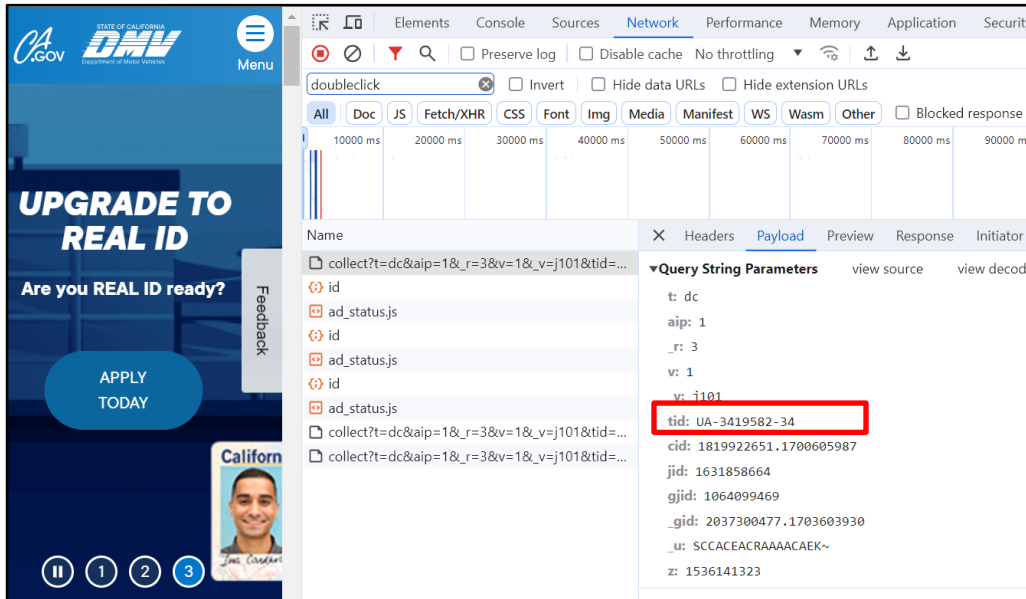 CA.GOV
STATE OF CALIFORNIA
DMV
Department of Motor Vehicles
Menu
UPGRADE TO
REAL ID
Are you REAL ID ready?
Feedback
APPLY
TODAY
Californ
1 2 3
Elements Console Sources Network Performance Memory Application Securit
Preserve log Disable cache No throttling
doubleclick Invert Hide data URLs Hide extension URLs
All Doc JS Fetch/XHR CSS Font Img Media Manifest WS Wasm Other Blocked response
10000 ms 20000 ms 30000 ms 40000 ms 50000 ms 60000 ms 70000 ms 80000 ms 90000 m
Name
collect?t=dc&aip=1&_r=3&v=1&_v=j101&tid=...
id
ad_status.js
id
ad_status.js
id
ad_status.js
collect?t=dc&aip=1&_r=3&v=1&_v=j101&tid=...
collect?t=dc&aip=1&_r=3&v=1&_v=j101&tid=...
Headers Payload Preview Response Initiator
Query String Parameters view source view decod
t: dc
aip: 1
_r: 3
v: 1
_v: j101
tid: UA-3419582-34
cid: 1819922651.1700605987
jid: 1631858664
gjid: 1064099469
_gid: 2037300477.1703603930
_u: SCCACEACRAAAACAEK~
z: 1536141323